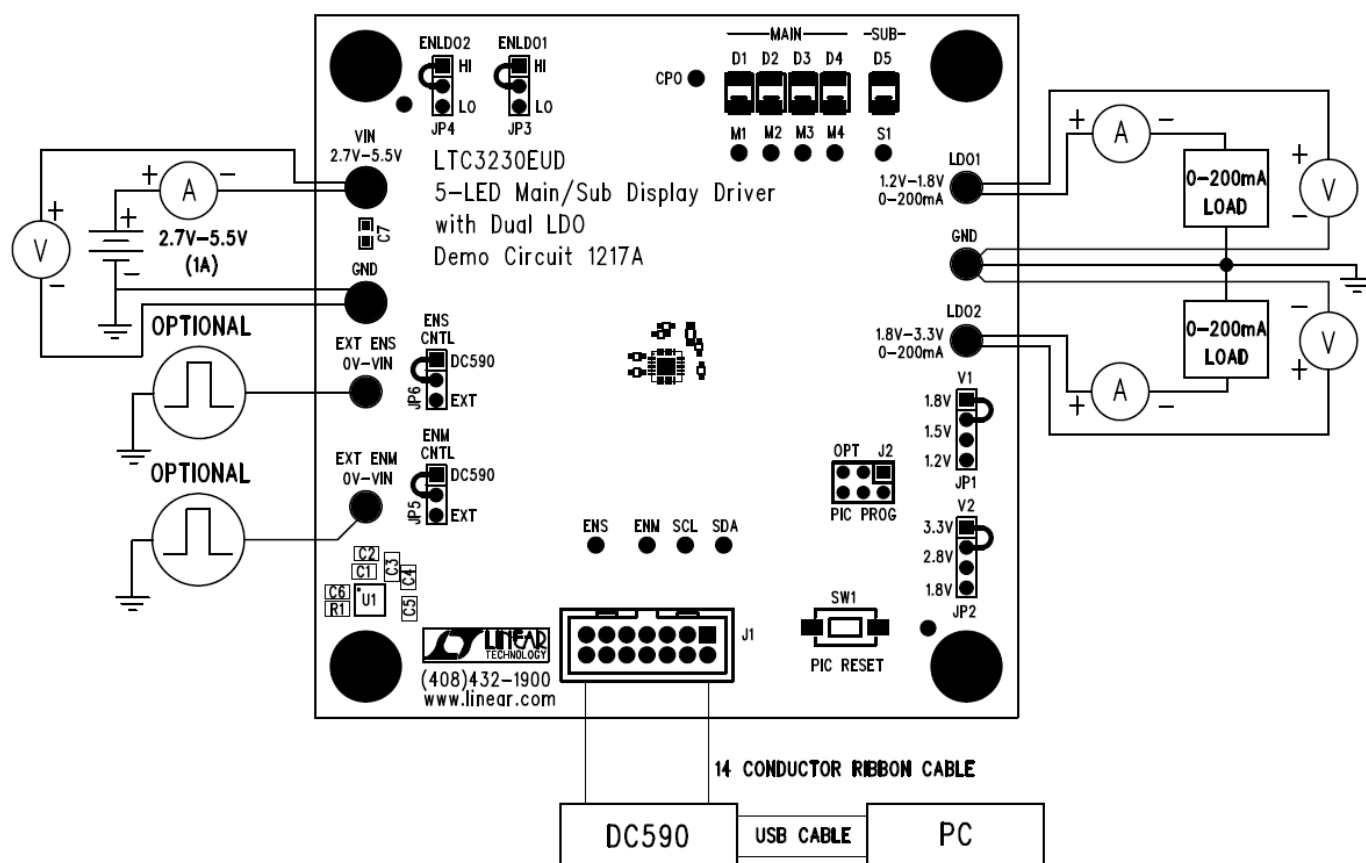 ENLDO2
HI
LO
JP4
ENLDO1
HI
LO
JP3
MAIN
SUB
D1 D2 D3 D4 D5
CPO
M1 M2 M3 M4 S1
VIN
2.7V-5.5V
LTC3230EUD
5-LED Main/Sub Display Driver
with Dual LDO
Demo Circuit 1217A
C7
GND
+ A -
+
V
-
+
-
2.7V-5.5V
(1A)
LDO1
1.2V-1.8V
0-200mA
+ A -
0-200mA
LOAD
+
V
-
GND
LDO2
1.8V-3.3V
0-200mA
+ A -
0-200mA
LOAD
-
V
+
OPTIONAL
EXT ENS
0V-VIN
ENS
CNTL
DC590
EXT
JP6
OPTIONAL
EXT ENM
0V-VIN
ENM
CNTL
DC590
EXT
JP5
V1
1.8V
1.5V
1.2V
JP1
OPT J2
PIC PROG
V2
3.3V
2.8V
1.8V
JP2
ENS ENM SCL SDA
C2
C1
C3
C4
C6
R1
U1
C5
LINEAR
TECHNOLOGY
(408)432-1900
www.linear.com
J1
SW1
PIC RESET
14 CONDUCTOR RIBBON CABLE
DC590
USB CABLE
PC